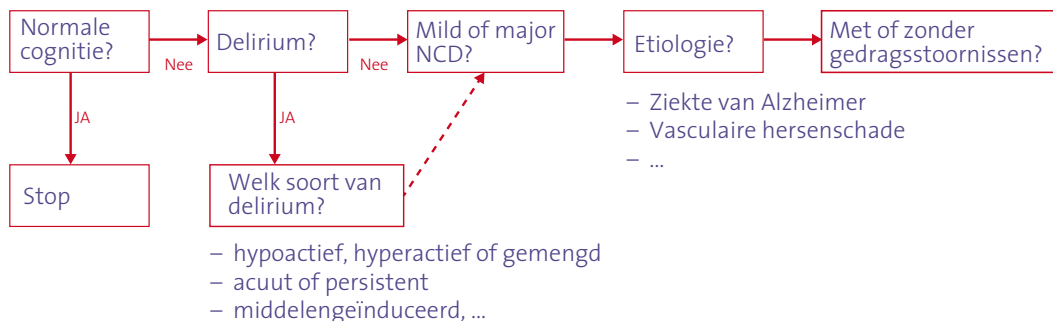 Normale
cognitie?
Nee
Delirium?
Nee
Mild of major
NCD?
Etiologie?
Met of zonder
gedragsstoornissen?
– Ziekte van Alzheimer
– Vasculaire hersenschade
– ...
JA
JA
Stop
Welk soort van
delirium?
– hypoactief, hyperactief of gemengd
– acuut of persistent
– middelengeïnduceerd, ...